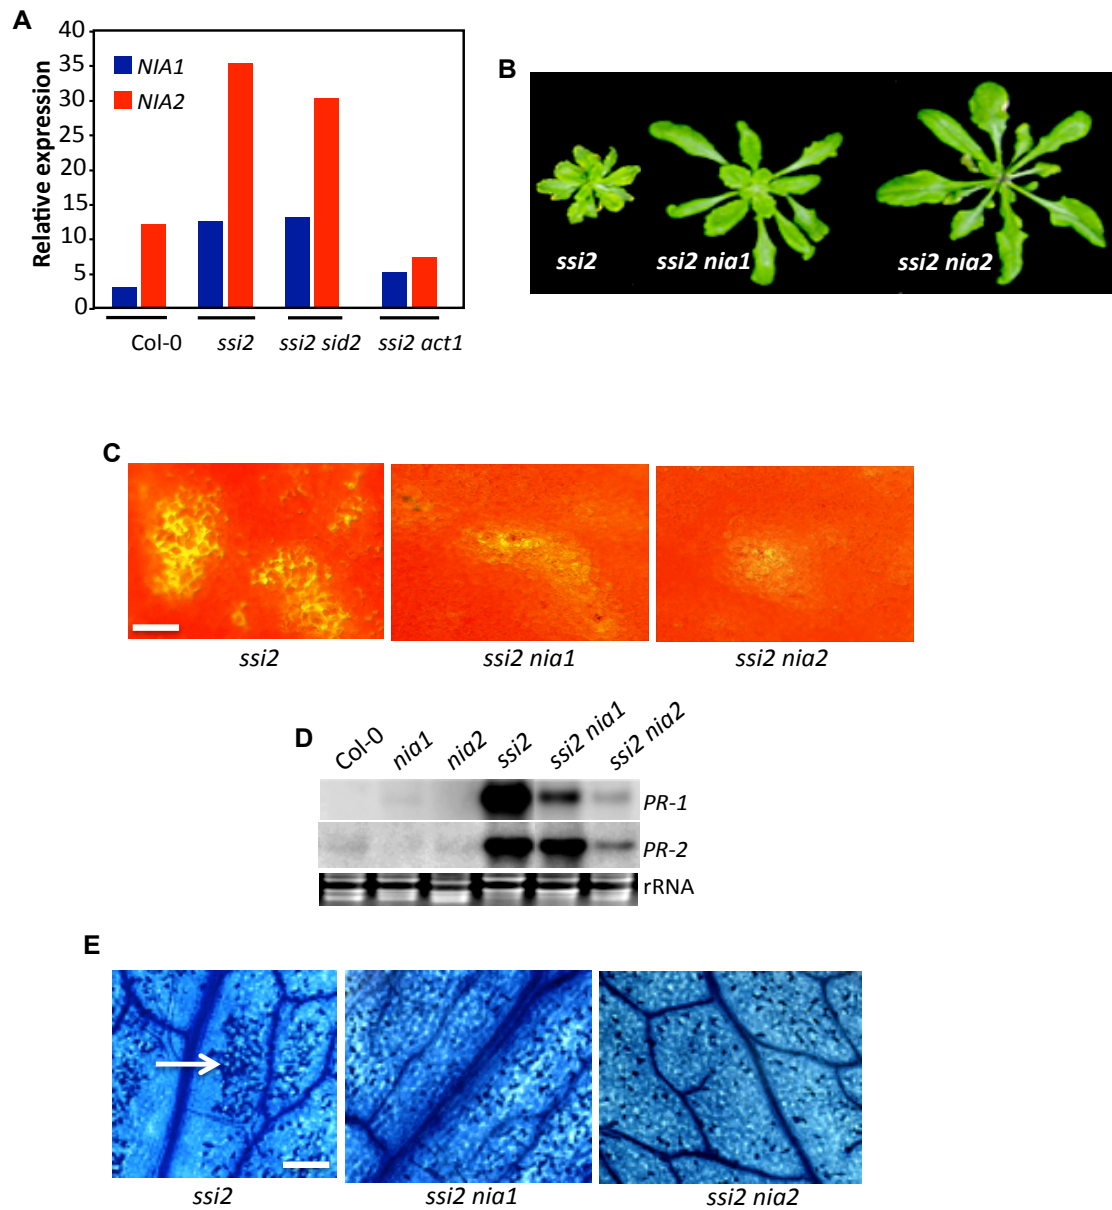 A
Relative expression
40
35
30
25
20
15
10
5
0
NIA1
NIA2
Col-0 ssi2 ssi2 sid2 ssi2 act1
B
ssi2 ssi2 nia1 ssi2 nia2
C
ssi2 ssi2 nia1 ssi2 nia2
D
Col-0 nia1 nia2 ssi2 ssi2 nia1 ssi2 nia2
PR-1
PR-2
rRNA
E
ssi2 ssi2 nia1 ssi2 nia2